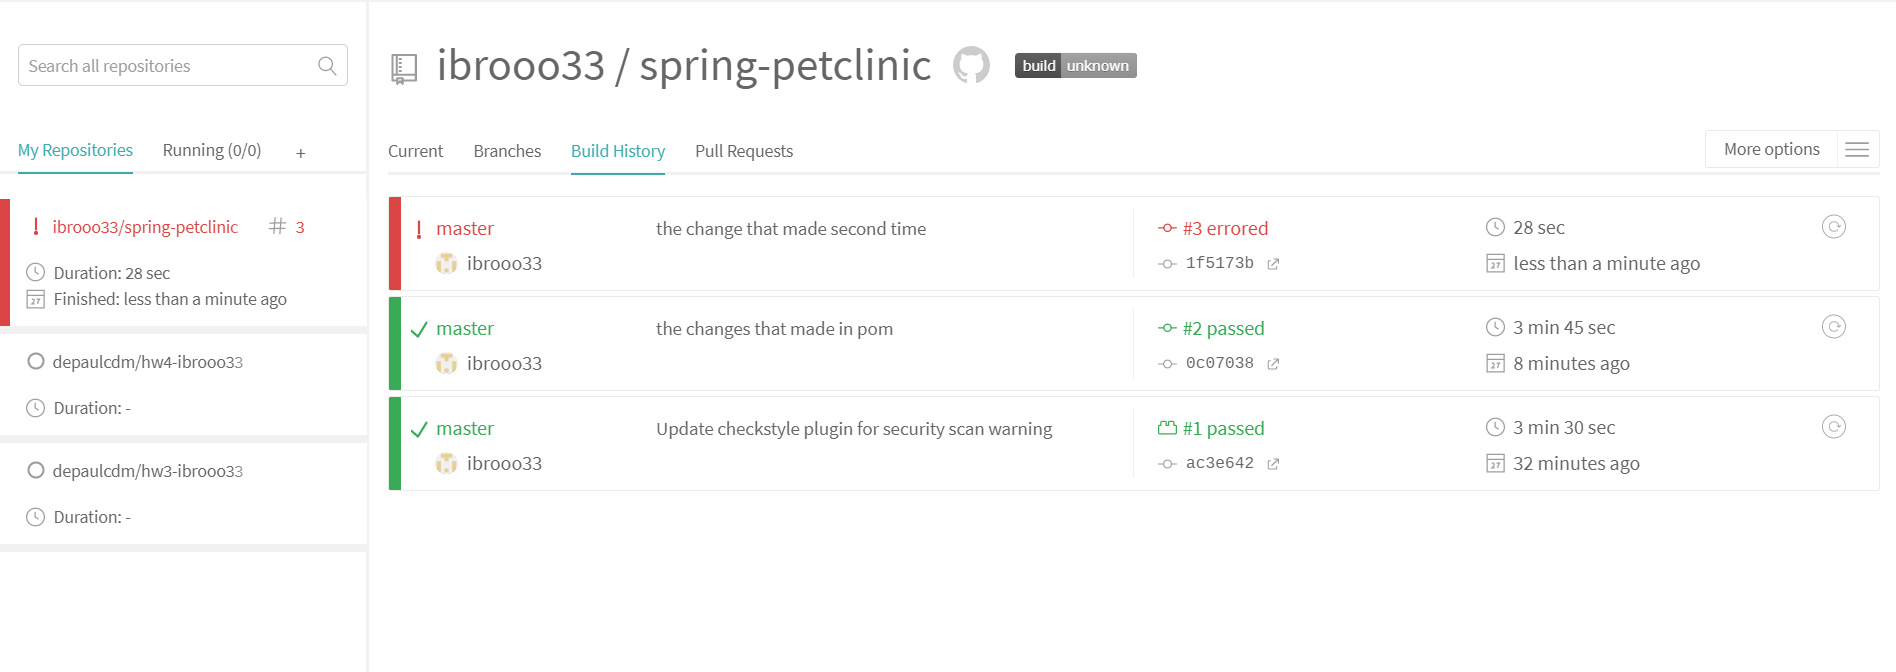 Search all repositories
My Repositories Running (0/0) +
! ibrooo33/spring-petclinic # 3
Duration: 28 sec
27 Finished: less than a minute ago
depaulcdm/hw4-ibrooo33
Duration: -
depaulcdm/hw3-ibrooo33
Duration: -
ibrooo33 / spring-petclinic build unknown
Current Branches Build History Pull Requests More options
! master the change that made second time #3 errored 28 sec
ibrooo33 1f5173b 27 less than a minute ago
master the changes that made in pom #2 passed 3 min 45 sec
ibrooo33 0c07038 27 8 minutes ago
master Update checkstyle plugin for security scan warning #1 passed 3 min 30 sec
ibrooo33 ac3e642 27 32 minutes ago